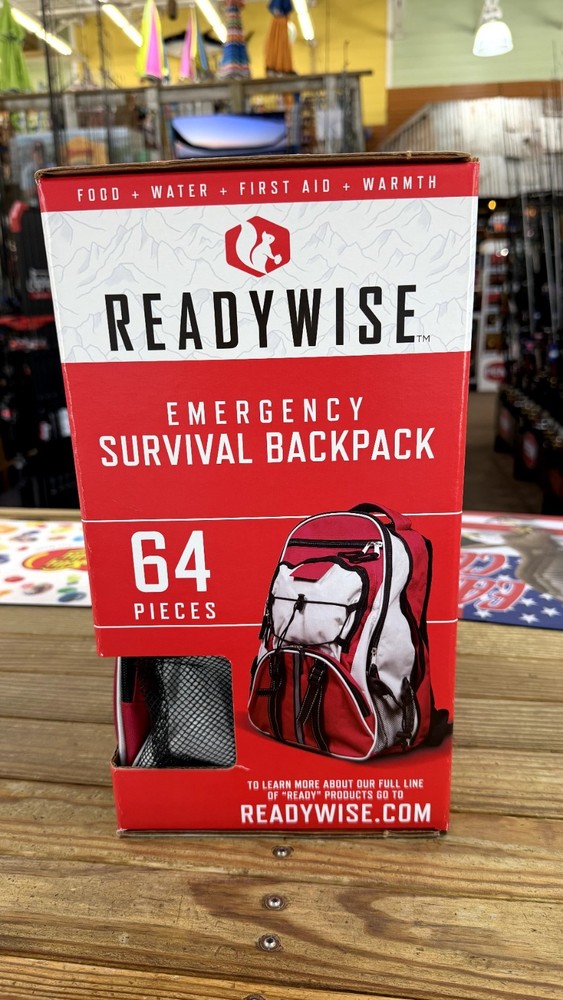 FOOD + WATER + FIRST AID + WARMTH
READYWISE™
EMERGENCY
SURVIVAL BACKPACK
64
PIECES
TO LEARN MORE ABOUT OUR FULL LINE
OF "READY" PRODUCTS GO TO
READYWISE.COM